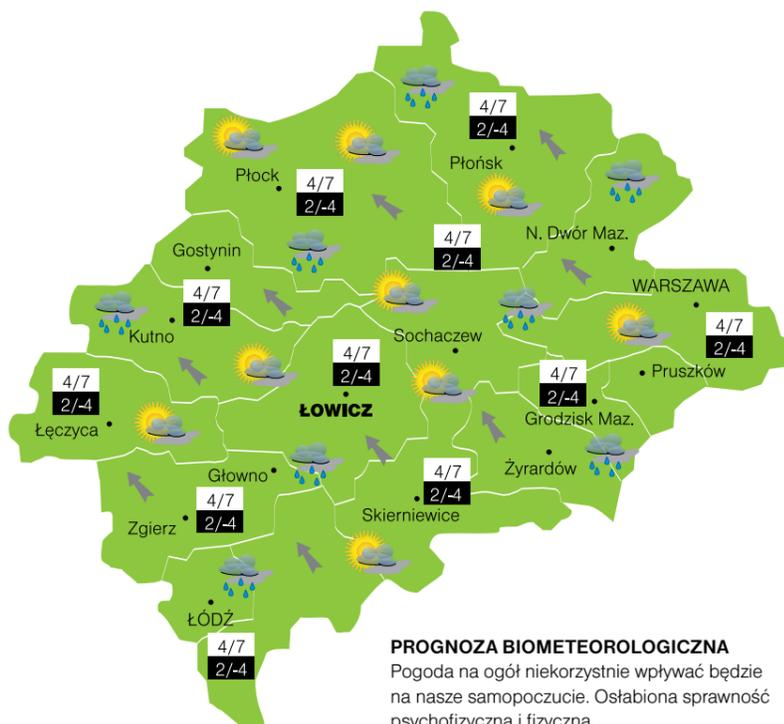 4/7
2/-4
Płońsk
Płock
4/7
2/-4
N. Dwór Maz.
4/7
2/-4
Gostynin
4/7
2/-4
Kutno
WARSZAWA
4/7
2/-4
Sochaczew
4/7
2/-4
ŁOWICZ
Pruszków
4/7
2/-4
Grodzisk Maz.
4/7
2/-4
Łęczyca
Żyrardów
Głowno
4/7
2/-4
Skierniewice
4/7
2/-4
Zgierz
ŁÓDŹ
4/7
2/-4
PROGNOZA BIOMETEOROLOGICZNA
Pogoda na ogół niekorzystnie wpływać będzie
na nasze samopoczucie. Osłabiona sprawność
psychofizyczna i fizyczna